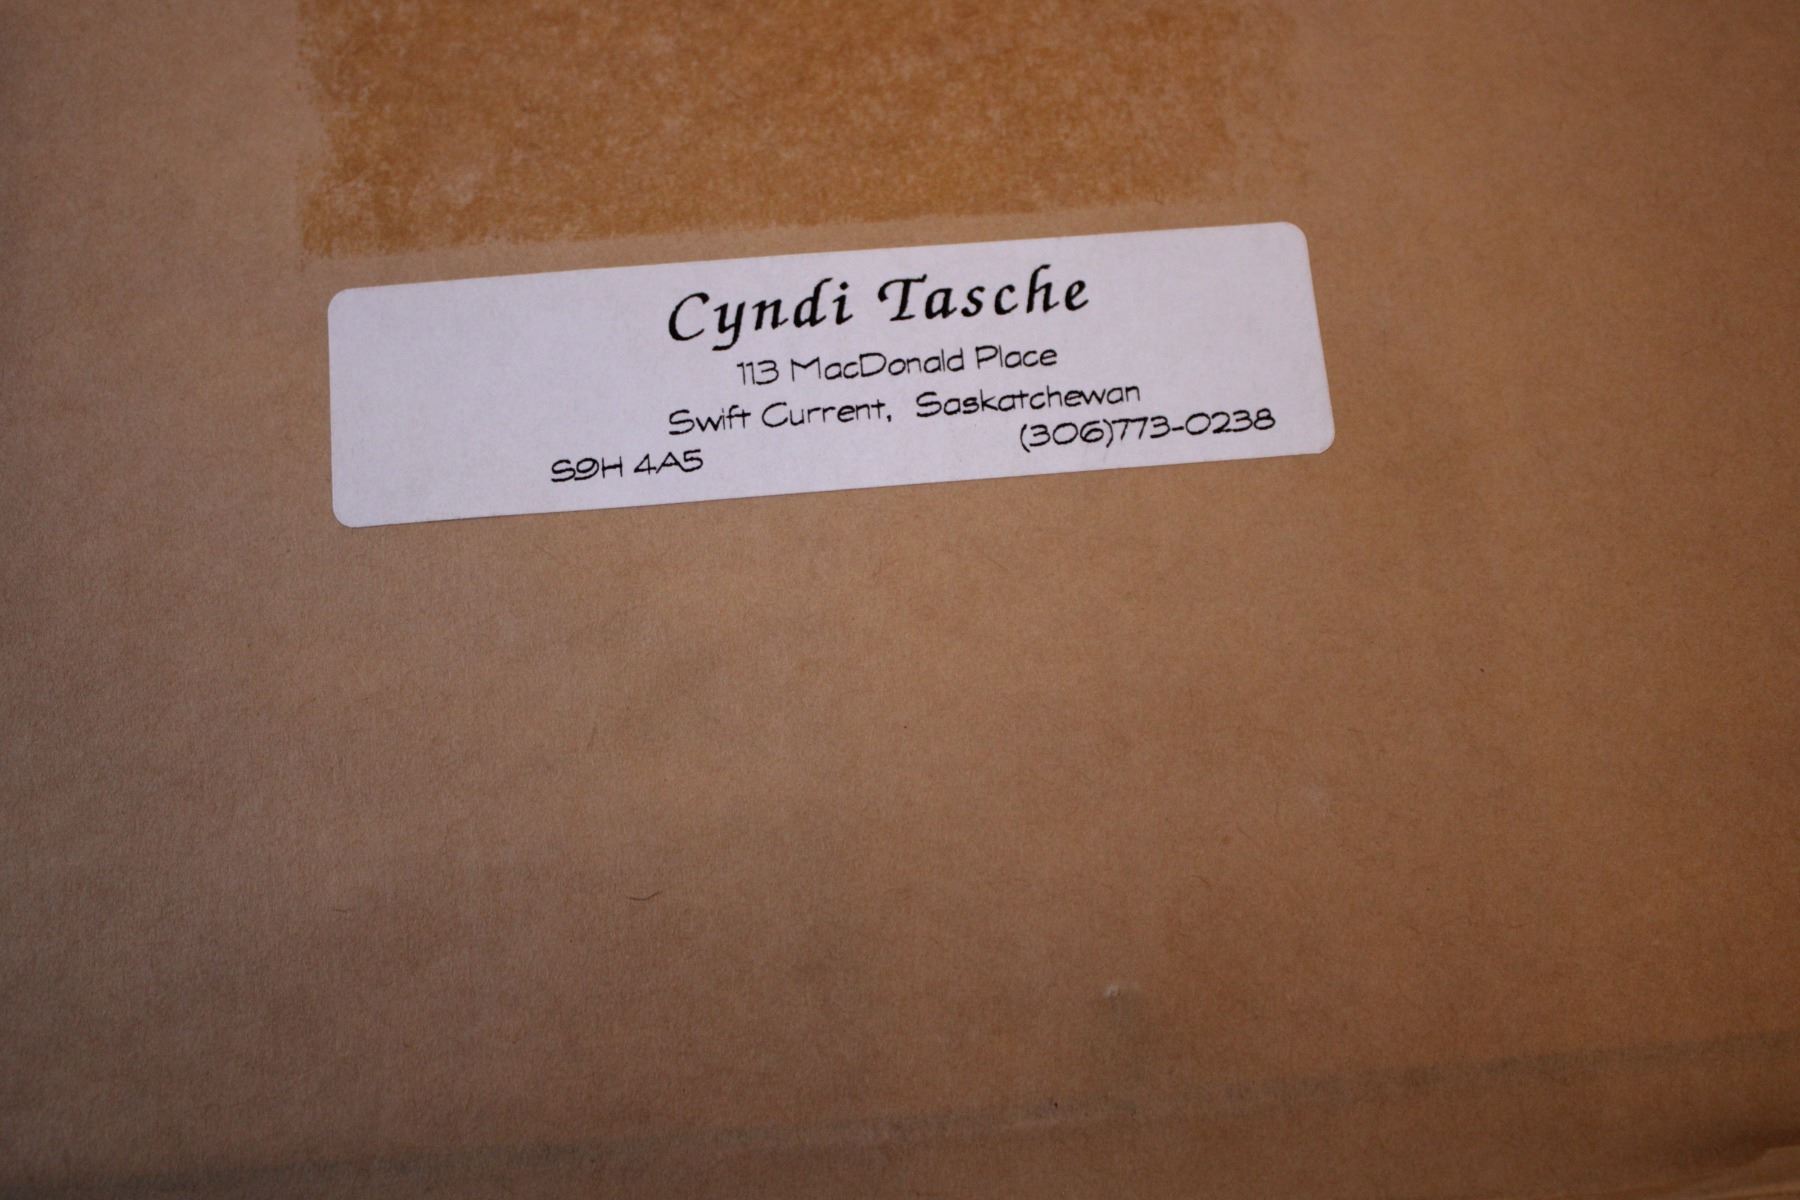 Cyndi Tasche
113 MacDonald Place
Swift Current, Saskatchewan
S9H 4A5 (306)773-0238